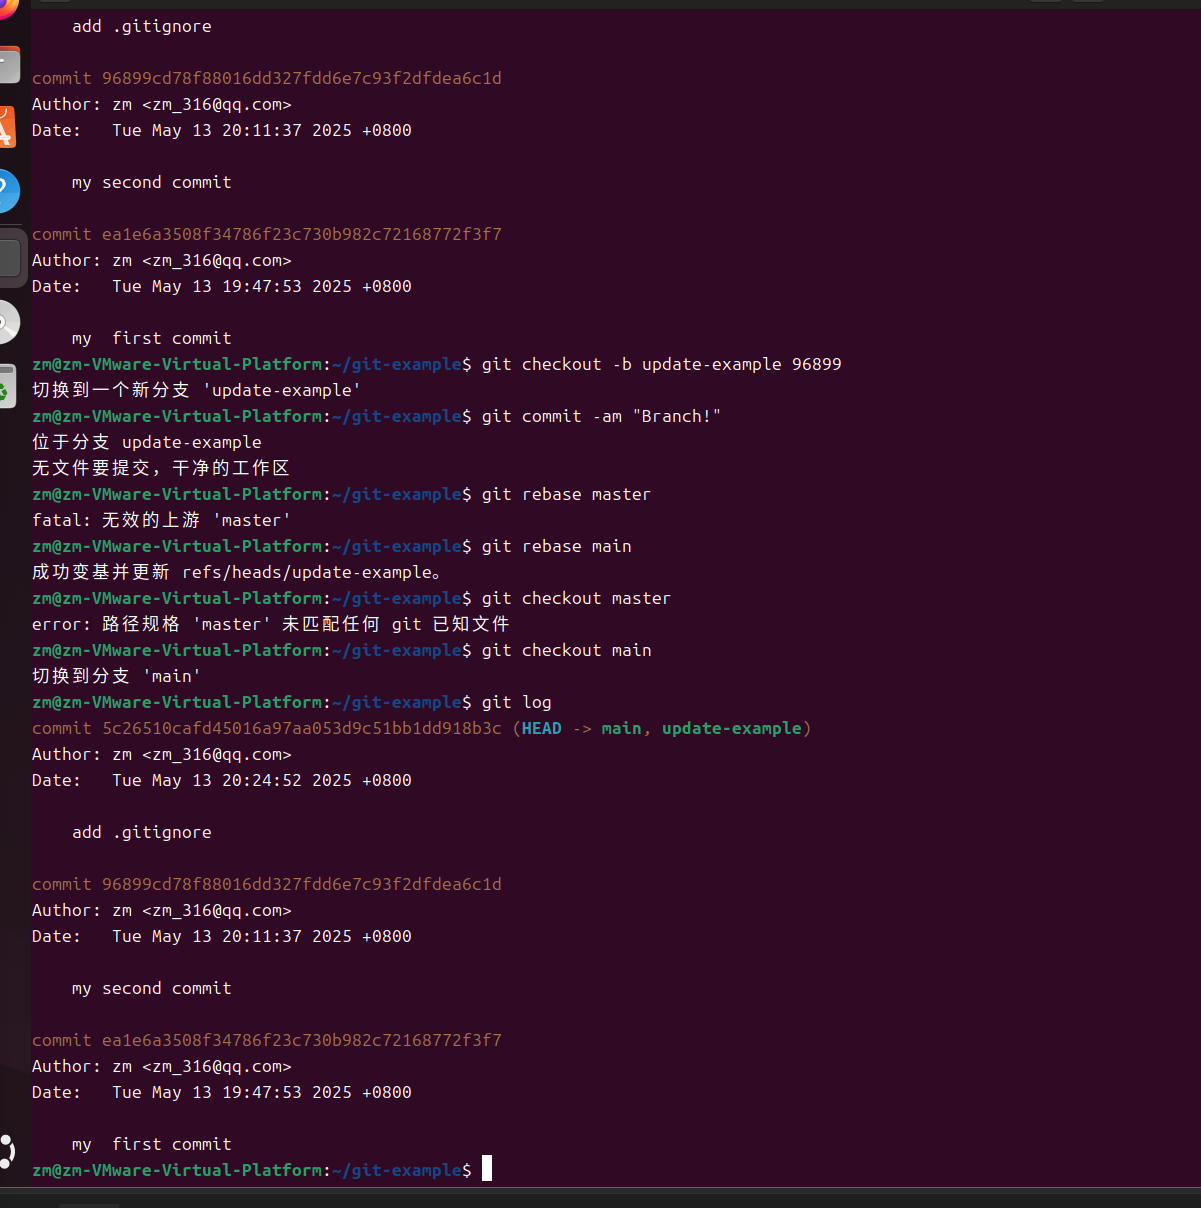 add .gitignore
commit 96899cd78f88016dd327fdd6e7c93f2dfdea6c1d
Author: zm <zm_316@qq.com>
Date:   Tue May 13 20:11:37 2025 +0800
my second commit
commit ea1e6a3508f34786f23c730b982c72168772f3f7
Author: zm <zm_316@qq.com>
Date:   Tue May 13 19:47:53 2025 +0800
my  first commit
zm@zm-VMware-Virtual-Platform:~/git-example$ git checkout -b update-example 96899
切换到一个新分支 'update-example'
zm@zm-VMware-Virtual-Platform:~/git-example$ git commit -am "Branch!"
位于分支 update-example
无文件要提交，干净的工作区
zm@zm-VMware-Virtual-Platform:~/git-example$ git rebase master
fatal: 无效的上游 'master'
zm@zm-VMware-Virtual-Platform:~/git-example$ git rebase main
成功变基并更新 refs/heads/update-example。
zm@zm-VMware-Virtual-Platform:~/git-example$ git checkout master
error: 路径规格 'master' 未匹配任何 git 已知文件
zm@zm-VMware-Virtual-Platform:~/git-example$ git checkout main
切换到分支 'main'
zm@zm-VMware-Virtual-Platform:~/git-example$ git log
commit 5c26510cafd45016a97aa053d9c51bb1dd918b3c (HEAD -> main, update-example)
Author: zm <zm_316@qq.com>
Date:   Tue May 13 20:24:52 2025 +0800
add .gitignore
commit 96899cd78f88016dd327fdd6e7c93f2dfdea6c1d
Author: zm <zm_316@qq.com>
Date:   Tue May 13 20:11:37 2025 +0800
my second commit
commit ea1e6a3508f34786f23c730b982c72168772f3f7
Author: zm <zm_316@qq.com>
Date:   Tue May 13 19:47:53 2025 +0800
my  first commit
zm@zm-VMware-Virtual-Platform:~/git-example$